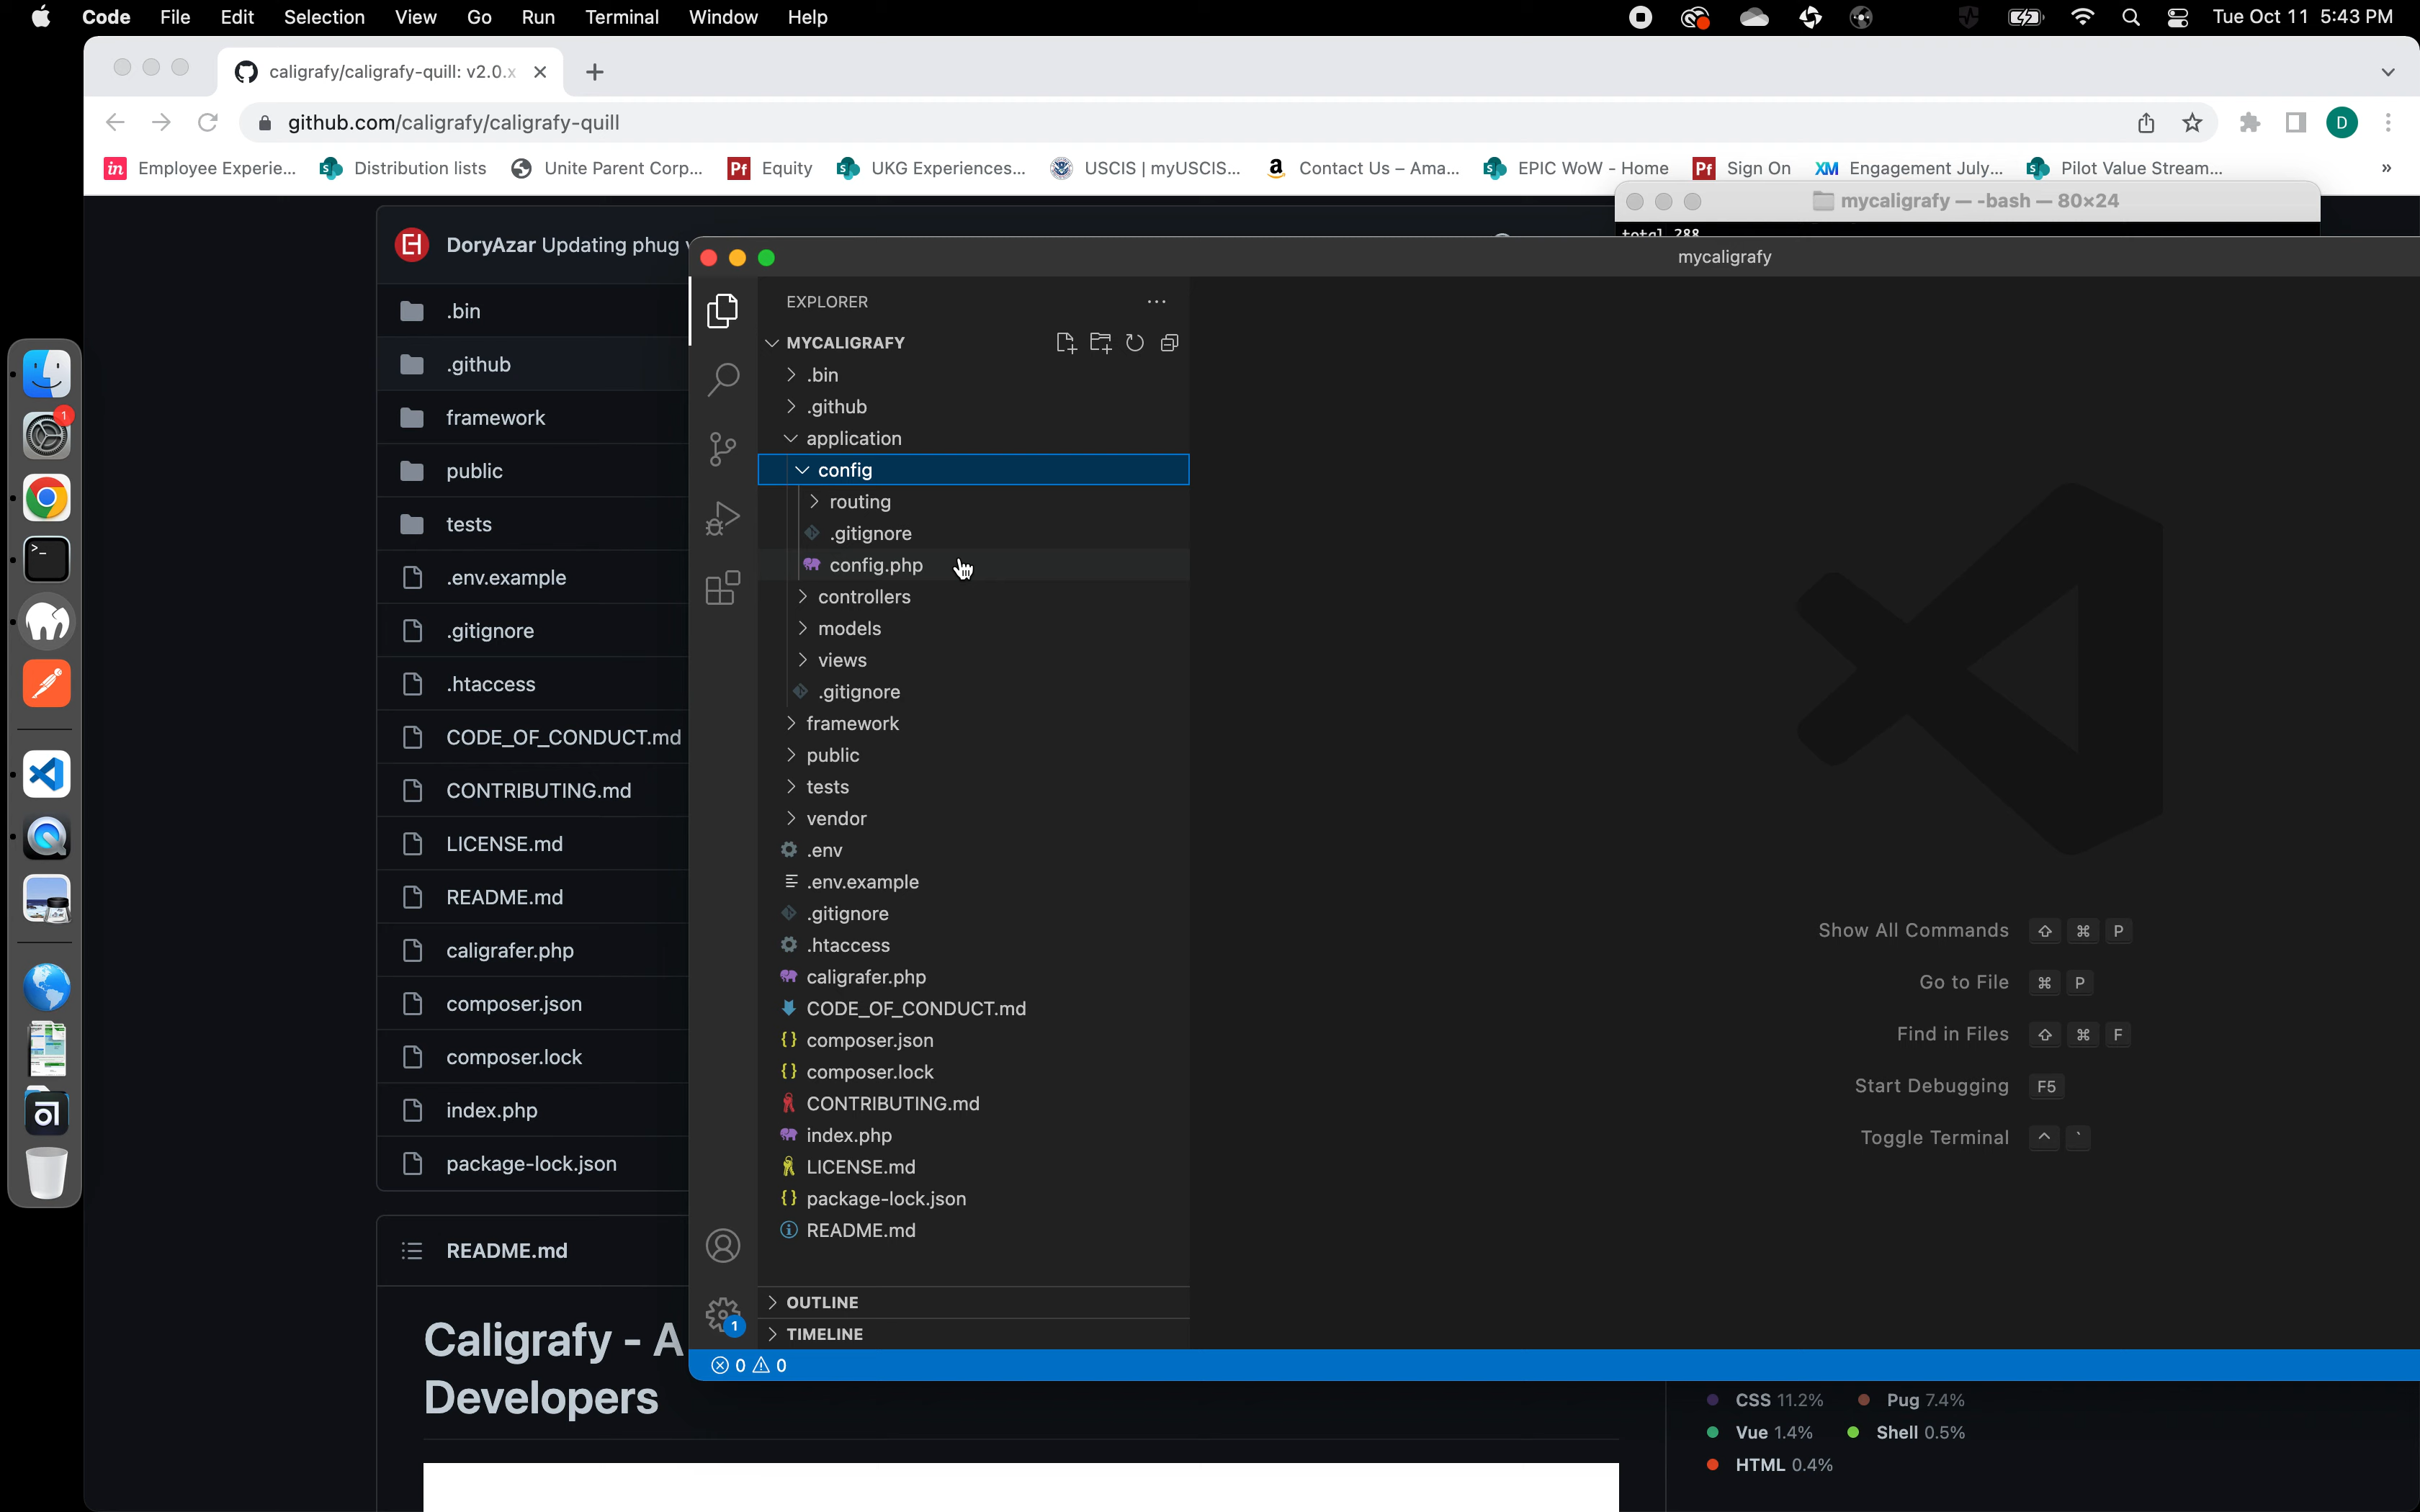 Code File Edit Selection View Go Run Terminal Window Help
Tue Oct 11 5:43 PM
caligrafy/caligrafy-quill: v2.0.x
github.com/caligrafy/caligrafy-quill
D
in Employee Experie...
Distribution lists
Unite Parent Corp...
Pf Equity
UKG Experiences...
USCIS | myUSCIS...
a Contact Us – Ama...
EPIC WoW - Home
Pf Sign On
XM Engagement July...
Pilot Value Stream...
»
mycaligrafy — -bash — 80×24
total 288
DoryAzar Updating phug
.bin
.github
framework
public
tests
.env.example
.gitignore
.htaccess
CODE_OF_CONDUCT.md
CONTRIBUTING.md
LICENSE.md
README.md
caligrafer.php
composer.json
composer.lock
index.php
package-lock.json
README.md
Caligrafy - A
Developers
mycaligrafy
EXPLORER
MYCALIGRAFY
.bin
.github
application
config
routing
.gitignore
config.php
controllers
models
views
.gitignore
framework
public
tests
vendor
.env
.env.example
.gitignore
.htaccess
caligrafer.php
CODE_OF_CONDUCT.md
{} composer.json
{} composer.lock
CONTRIBUTING.md
index.php
LICENSE.md
{} package-lock.json
README.md
OUTLINE
1
TIMELINE
0 0
Show All Commands ⇧ ⌘ P
Go to File ⌘ P
Find in Files ⇧ ⌘ F
Start Debugging F5
Toggle Terminal ^ `
CSS 11.2% Pug 7.4%
Vue 1.4% Shell 0.5%
HTML 0.4%
1